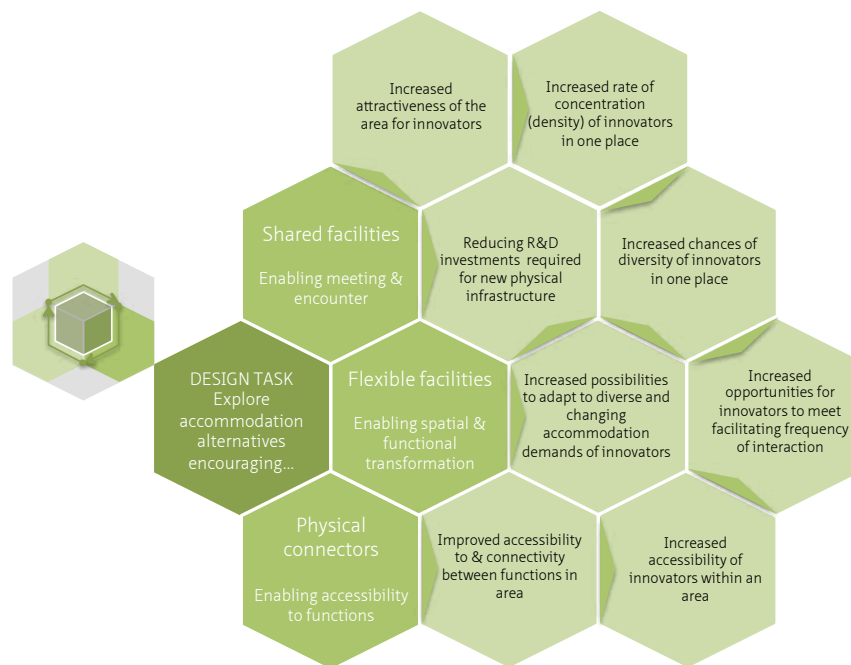 Increased
attractiveness of the
area for innovators
Increased rate of
concentration
(density) of innovators
in one place
Shared facilities
Enabling meeting &
encounter
Reducing R&D
investments required
for new physical
infrastructure
Increased chances of
diversity of innovators
in one place
DESIGN TASK
Explore
accommodation
alternatives
encouraging...
Flexible facilities
Enabling spatial &
functional
transformation
Increased possibilities
to adapt to diverse and
changing
accommodation
demands of innovators
Increased
opportunities for
innovators to meet
facilitating frequency
of interaction
Physical
connectors
Enabling accessibility
to functions
Improved accessibility
to & connectivity
between functions in
area
Increased
accessibility of
innovators within an
area